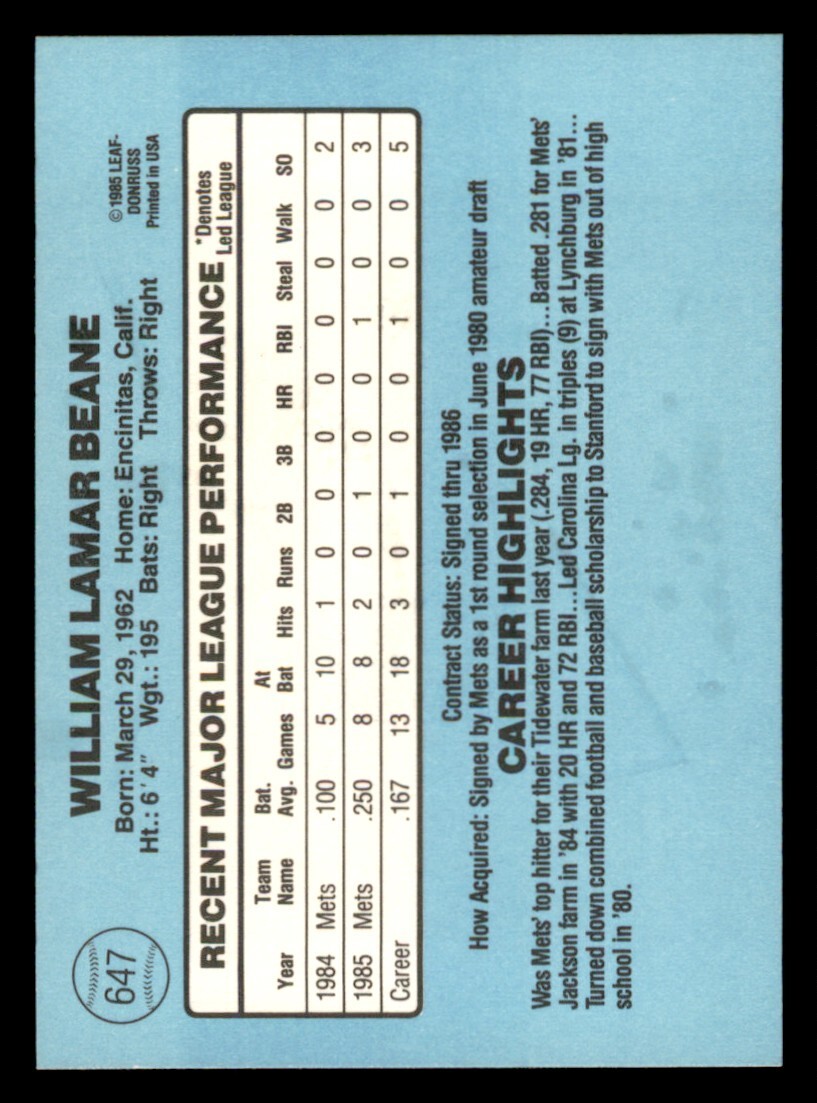 647
WILLIAM LAMAR BEANE
©1985 LEAF-
DONRUSS
Printed in USA
Born: March 29, 1962 Home: Encinitas, Calif.
Ht.: 6'4" Wgt.: 195 Bats: Right Throws: Right
RECENT MAJOR LEAGUE PERFORMANCE *Denotes
Led League
Year Team Name Bat. Avg. Games At Bat Hits Runs 2B 3B HR RBI Steal Walk SO
1984 Mets .100 5 10 1 0 0 0 0 0 0 0 2
1985 Mets .250 8 8 2 0 1 0 0 1 0 0 3
Career .167 13 18 3 0 1 0 0 1 0 0 5
Contract Status: Signed thru 1986
How Acquired: Signed by Mets as a 1st round selection in June 1980 amateur draft
CAREER HIGHLIGHTS
Was Mets' top hitter for their Tidewater farm last year (.284, 19 HR, 77 RBI)...Batted .281 for Mets'
Jackson farm in '84 with 20 HR and 72 RBI...Led Carolina Lg. in triples (9) at Lynchburg in '81...
Turned down combined football and baseball scholarship to Stanford to sign with Mets out of high
school in '80.